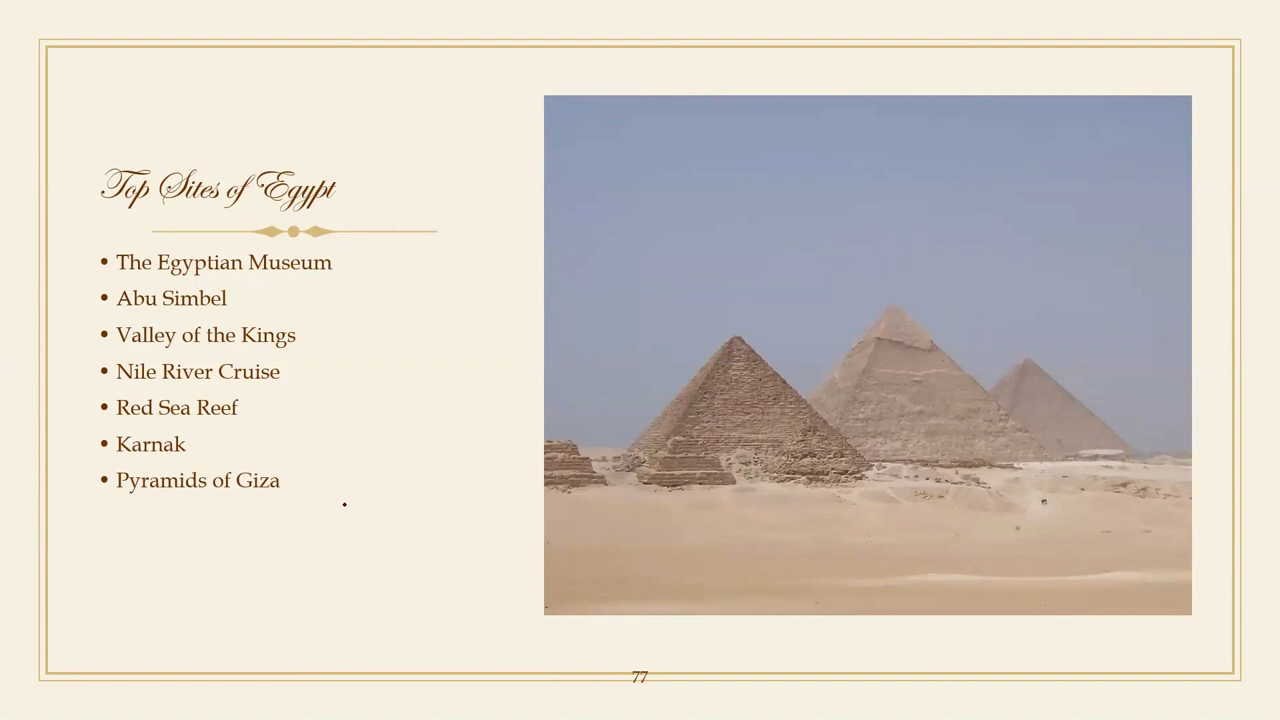 Top Sites of Egypt
• The Egyptian Museum
• Abu Simbel
• Valley of the Kings
• Nile River Cruise
• Red Sea Reef
• Karnak
• Pyramids of Giza
77